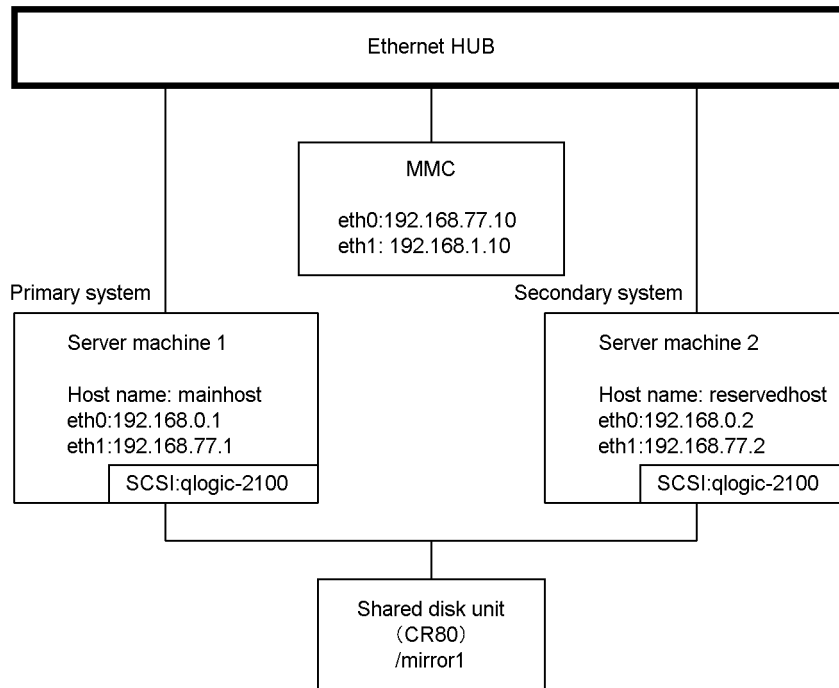 Ethernet HUB
MMC
eth0:192.168.77.10
eth1: 192.168.1.10
Primary system
Secondary system
Server machine 1
Host name: mainhost
eth0:192.168.0.1
eth1:192.168.77.1
SCSI:qlogic-2100
Server machine 2
Host name: reservedhost
eth0:192.168.0.2
eth1:192.168.77.2
SCSI:qlogic-2100
Shared disk unit
（CR80）
/mirror1